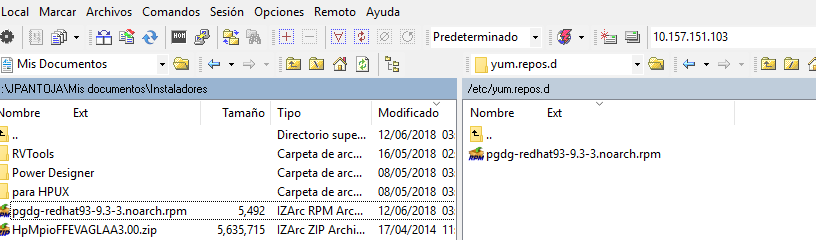 Local Marcar Archivos Comandos Sesión Opciones Remoto Ayuda
Predeterminado 10.157.151.103
Mis Documentos yum.repos.d
:\JPANTOJA\Mis documentos\Instaladores /etc/yum.repos.d
Nombre Ext Tamaño Tipo Modificado Nombre Ext
.. Directorio supe... 12/06/2018 03: ..
RVTools Carpeta de arc... 16/05/2018 02: pgdg-redhat93-9.3-3.noarch.rpm
Power Designer Carpeta de arc... 08/05/2018 03:
para HPUX Carpeta de arc... 08/05/2018 03:
pgdg-redhat93-9.3-3.noarch.rpm 5,492 IZArc RPM Arc... 12/06/2018 03:
HpMpioFFEVAGLAA3.00.zip 5,635,715 IZArc ZIP Archi... 17/04/2014 11: